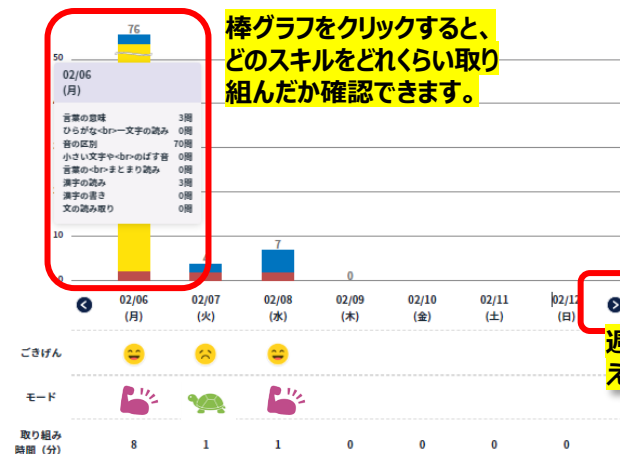 76
棒グラフをクリックすると、
どのスキルをどれくらい取り
組んだか確認できます。
50
02/06
(月)
言葉の意味 3問
ひらがな<br>一文字の読み 0問
音の区別 70問
小さい文字や<br>のばす音 0問
言葉の<br>まとまり読み 0問
漢字の読み 3問
漢字の書き 0問
文の読み取り 0問
10
7
0
0
02/06 02/07 02/08 02/09 02/10 02/11 02/12
(月) (火) (水) (木) (金) (土) (日)
週
え
ごきげん
モード
取り組み
時間（分） 8 1 1 0 0 0 0